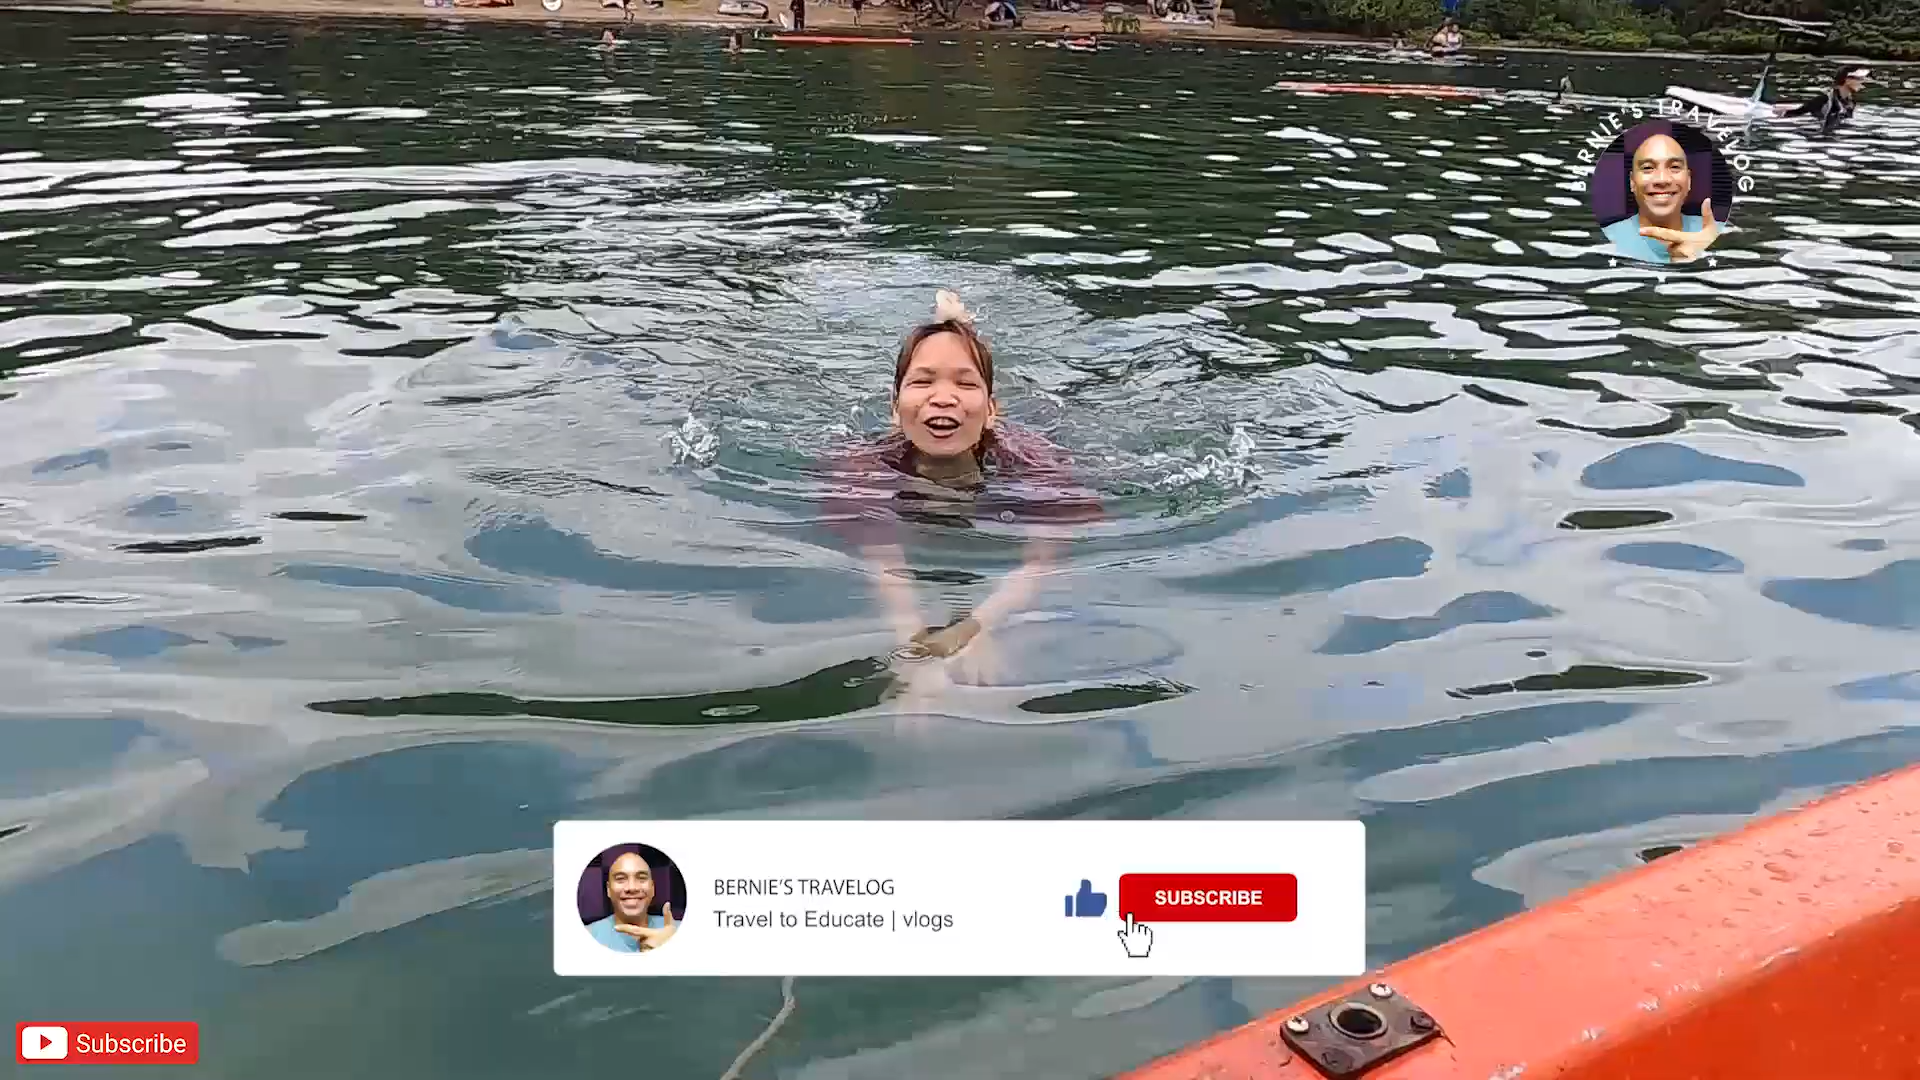 BERNIE'S TRAVELOG
BERNIE'S TRAVELOG
Travel to Educate | vlogs
SUBSCRIBE
Subscribe